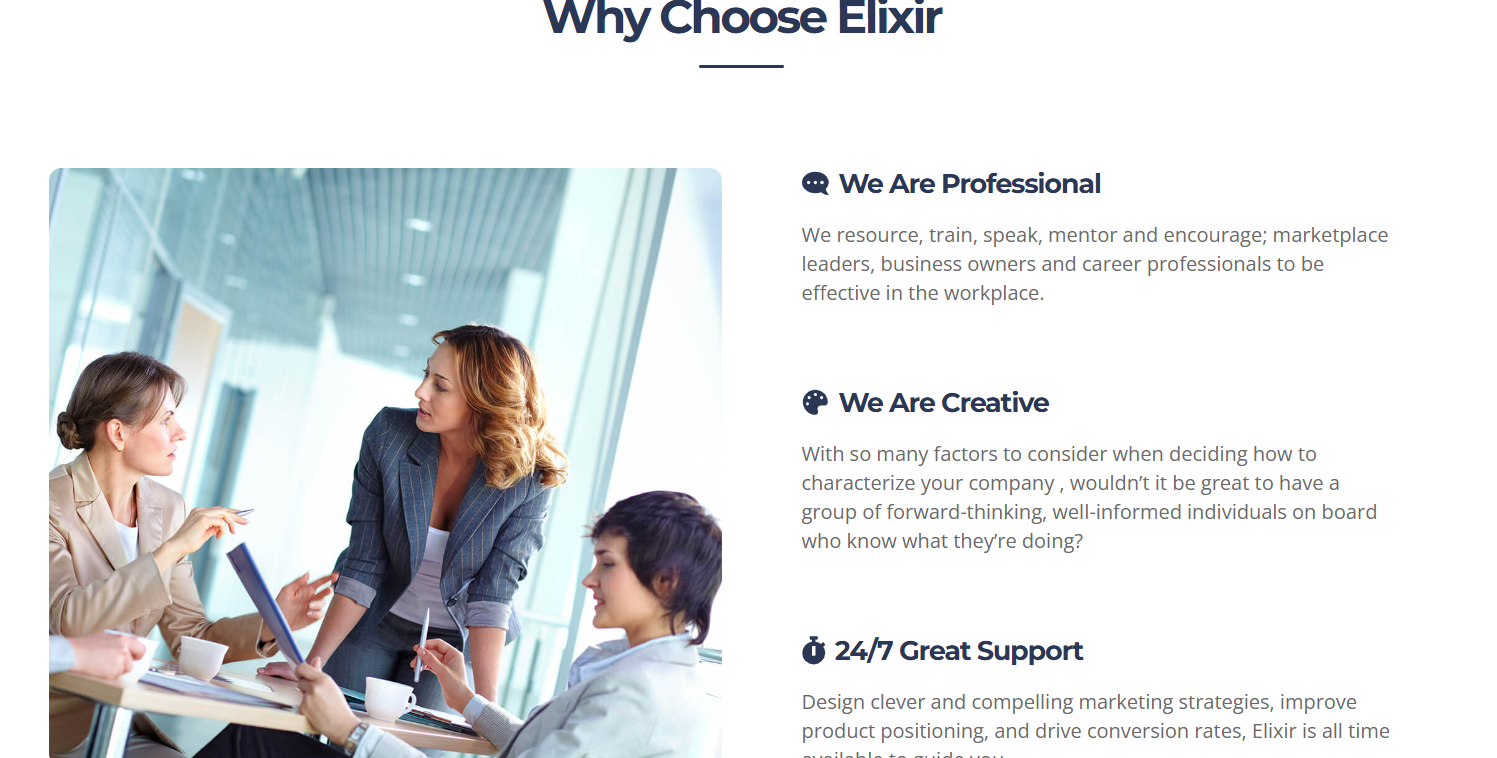 Why Choose Elixir
We Are Professional
We resource, train, speak, mentor and encourage; marketplace
leaders, business owners and career professionals to be
effective in the workplace.
We Are Creative
With so many factors to consider when deciding how to
characterize your company , wouldn’t it be great to have a
group of forward-thinking, well-informed individuals on board
who know what they’re doing?
24/7 Great Support
Design clever and compelling marketing strategies, improve
product positioning, and drive conversion rates, Elixir is all time
available to guide you